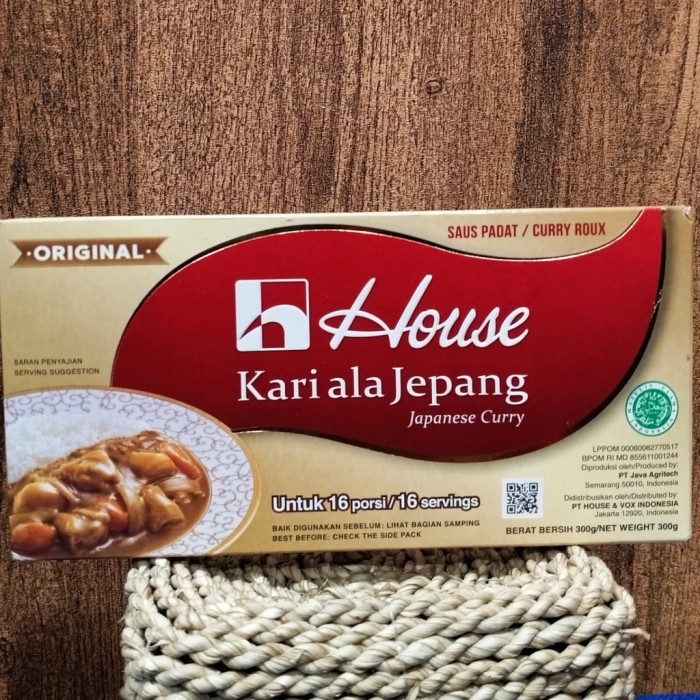 ·ORIGINAL·
SAUS PADAT / CURRY ROUX
House
Kari ala Jepang
Japanese Curry
SARAN PENYAJIAN
SERVING SUGGESTION
Untuk 16 porsi/16 servings
BAIK DIGUNAKAN SEBELUM: LIHAT BAGIAN SAMPING
BEST BEFORE: CHECK THE SIDE PACK
LPPOM 00060082770517
BPOM RI MD 855611001244
Diproduksi oleh/Produced by:
PT Java Agritech
Semarang 50010, Indonesia
Didistribusikan oleh/Distributed by:
PT HOUSE & VOX INDONESIA
Jakarta 12920, Indonesia
BERAT BERSIH 300g/NET WEIGHT 300g